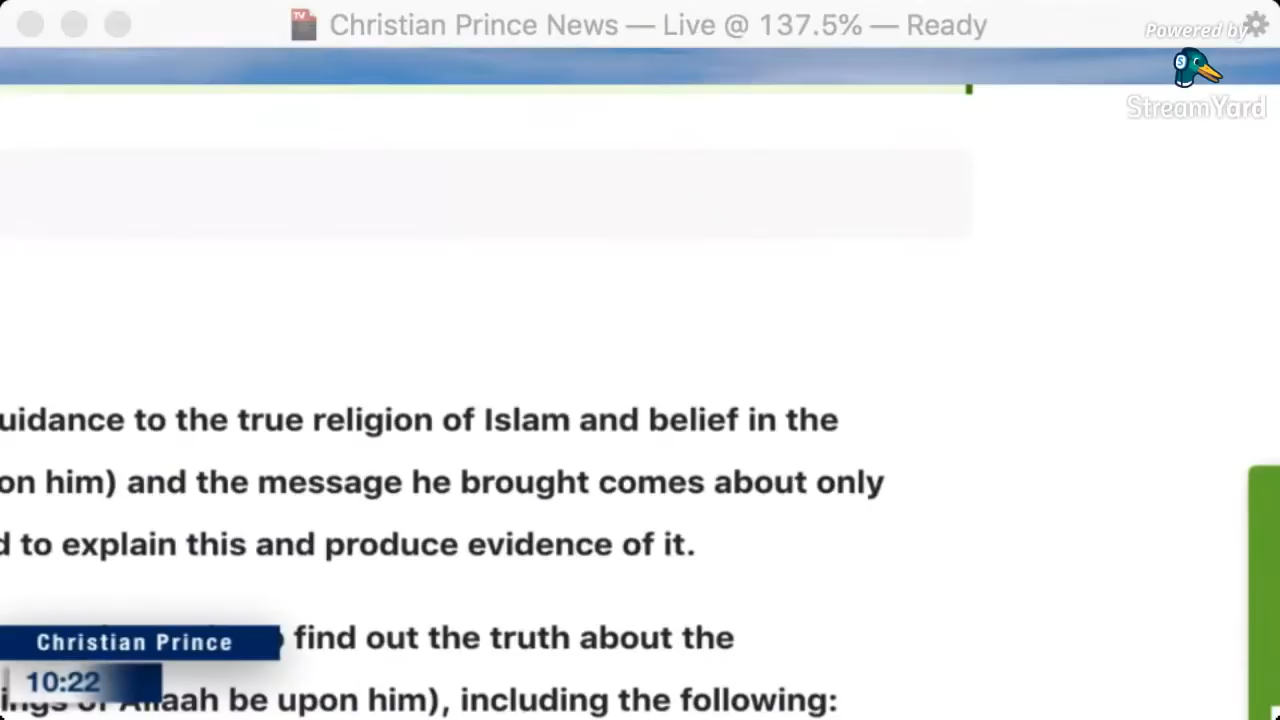 Christian Prince News — Live @ 137.5% — Ready
Powered by
StreamYard
uidance to the true religion of Islam and belief in the
on him) and the message he brought comes about only
d to explain this and produce evidence of it.
find out the truth about the
Christian Prince
10:22
be upon him), including the following: